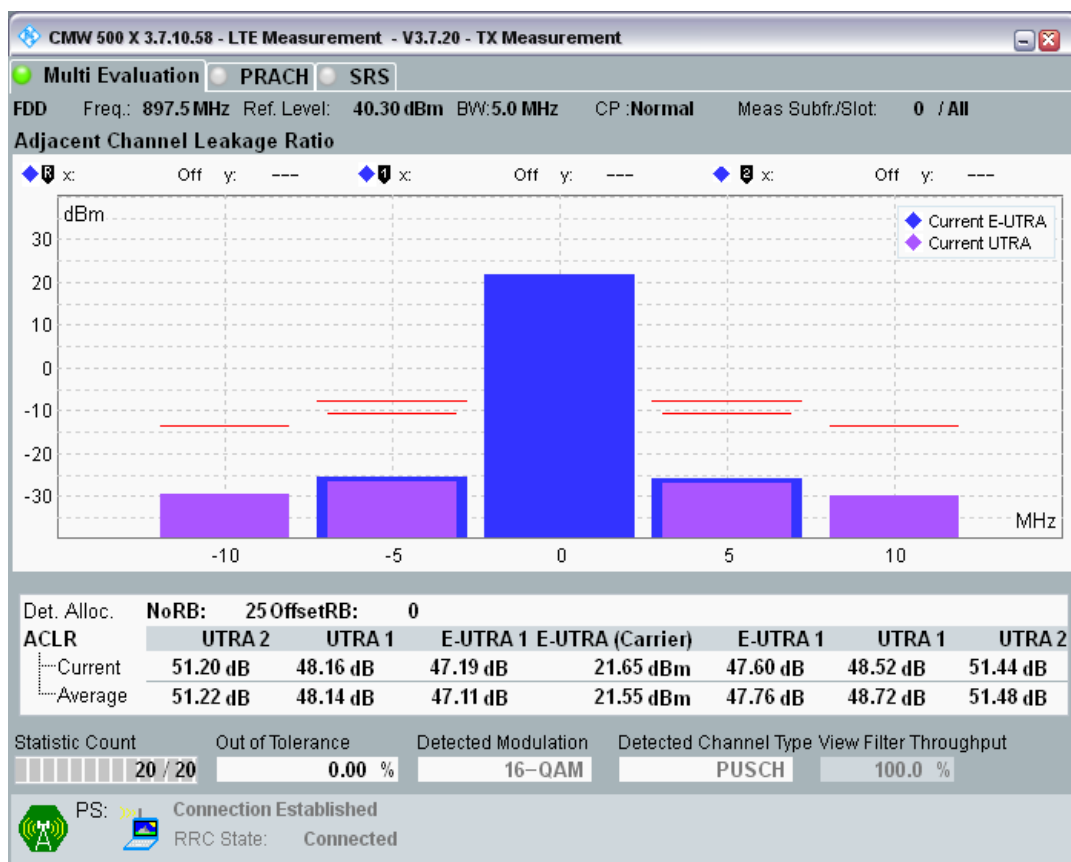 CMW 500 X 3.7.10.58 - LTE Measurement - V3.7.20 - TX Measurement
Multi Evaluation PRACH SRS
FDD Freq.: 897.5 MHz Ref. Level: 40.30 dBm BW:5.0 MHz CP :Normal Meas Subfr./Slot: 0 / All
Adjacent Channel Leakage Ratio
R x: Off y: --- 1 x: Off y: --- 2 x: Off y: ---
dBm
Current E-UTRA
Current UTRA
30
20
10
0
-10
-20
-30
MHz
-10 -5 0 5 10
Det. Alloc. NoRB: 25 OffsetRB: 0
ACLR UTRA 2 UTRA 1 E-UTRA 1 E-UTRA (Carrier) E-UTRA 1 UTRA 1 UTRA 2
Current 51.20 dB 48.16 dB 47.19 dB 21.65 dBm 47.60 dB 48.52 dB 51.44 dB
Average 51.22 dB 48.14 dB 47.11 dB 21.55 dBm 47.76 dB 48.72 dB 51.48 dB
Statistic Count Out of Tolerance Detected Modulation Detected Channel Type View Filter Throughput
20 / 20 0.00 % 16-QAM PUSCH 100.0 %
PS: Connection Established
RRC State: Connected